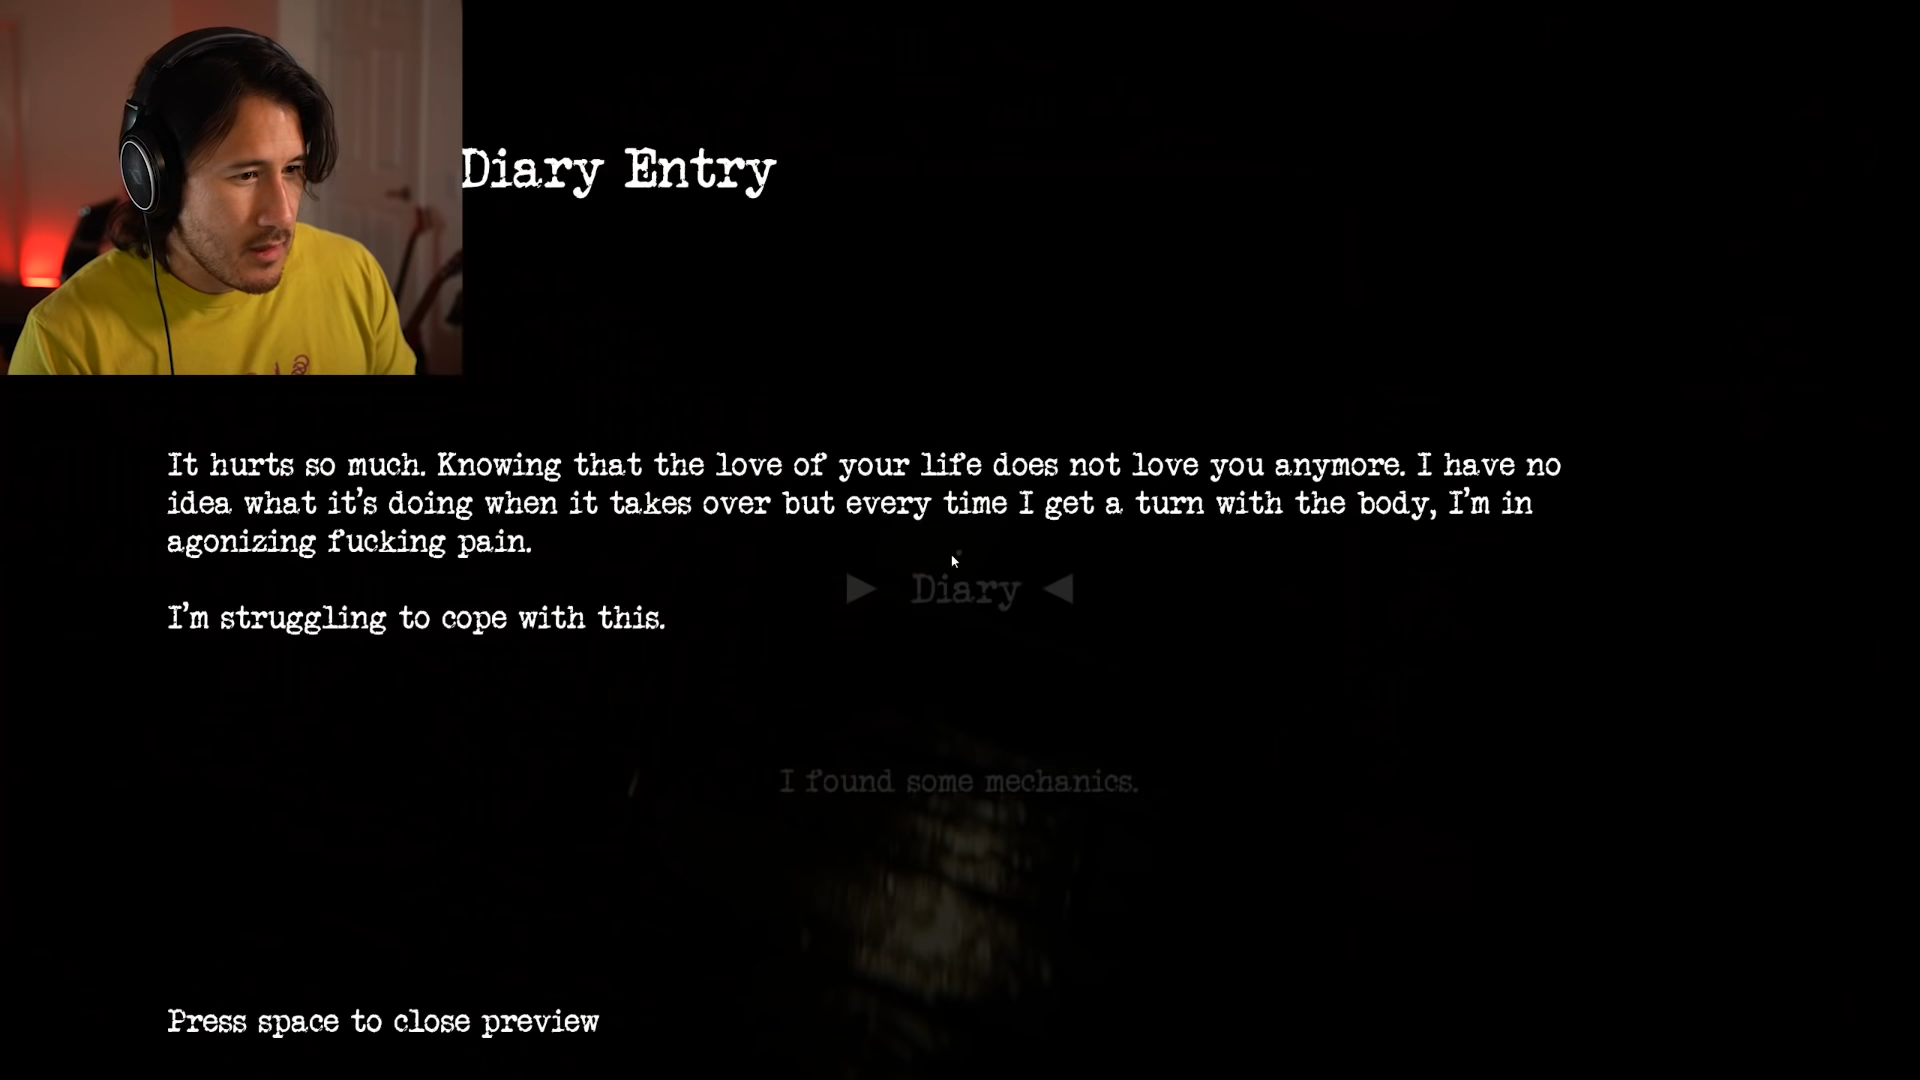 Diary Entry
It hurts so much. Knowing that the love of your life does not love you anymore. I have no
idea what it's doing when it takes over but every time I get a turn with the body, I'm in
agonizing fucking pain.
▶ Diary ◀
I'm struggling to cope with this.
I found some mechanics.
Press space to close preview